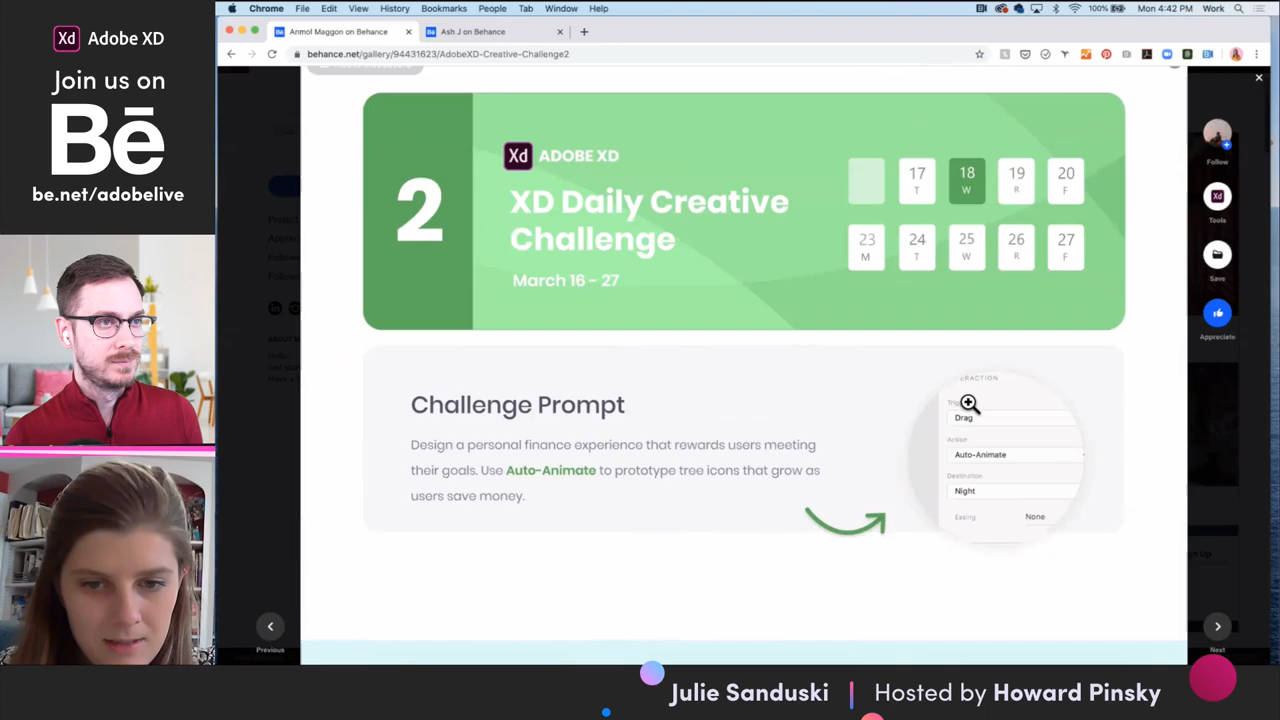 Xd Adobe XD
Join us on
Bē
be.net/adobelive
Chrome File Edit View History Bookmarks People Tab Window Help
100% Mon 4:42 PM Work
Anmol Maggon on Behance
Ash J on Behance
behance.net/gallery/94431623/AdobeXD-Creative-Challenge2
2
Xd ADOBE XD
XD Daily Creative
Challenge
March 16 - 27
17 18 19 20
T W R F
23 24 25 26 27
M T W R F
Challenge Prompt
Design a personal finance experience that rewards users meeting
their goals. Use Auto-Animate to prototype tree icons that grow as
users save money.
ERACTION
Drag
Action
Auto-Animate
Destination
Night
Easing None
Follow
Xd
Tools
Save
Appreciate
Previous
Next
Julie Sanduski | Hosted by Howard Pinsky